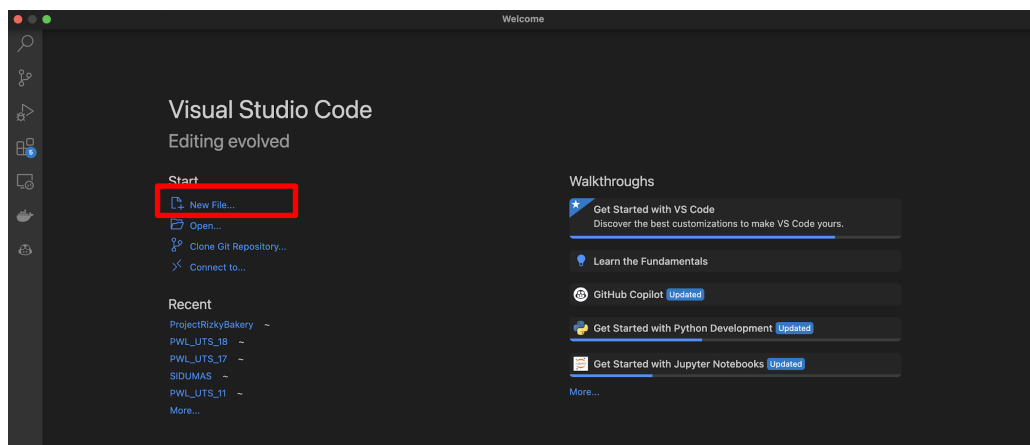 Welcome
5
Visual Studio Code
Editing evolved
Start
New File...
Open...
Clone Git Repository...
Connect to...
Recent
ProjectRizkyBakery ~
PWL_UTS_18 ~
PWL_UTS_17 ~
SIDUMAS ~
PWL_UTS_11 ~
More...
Walkthroughs
Get Started with VS Code
Discover the best customizations to make VS Code yours.
Learn the Fundamentals
GitHub Copilot Updated
Get Started with Python Development Updated
Get Started with Jupyter Notebooks Updated
More...